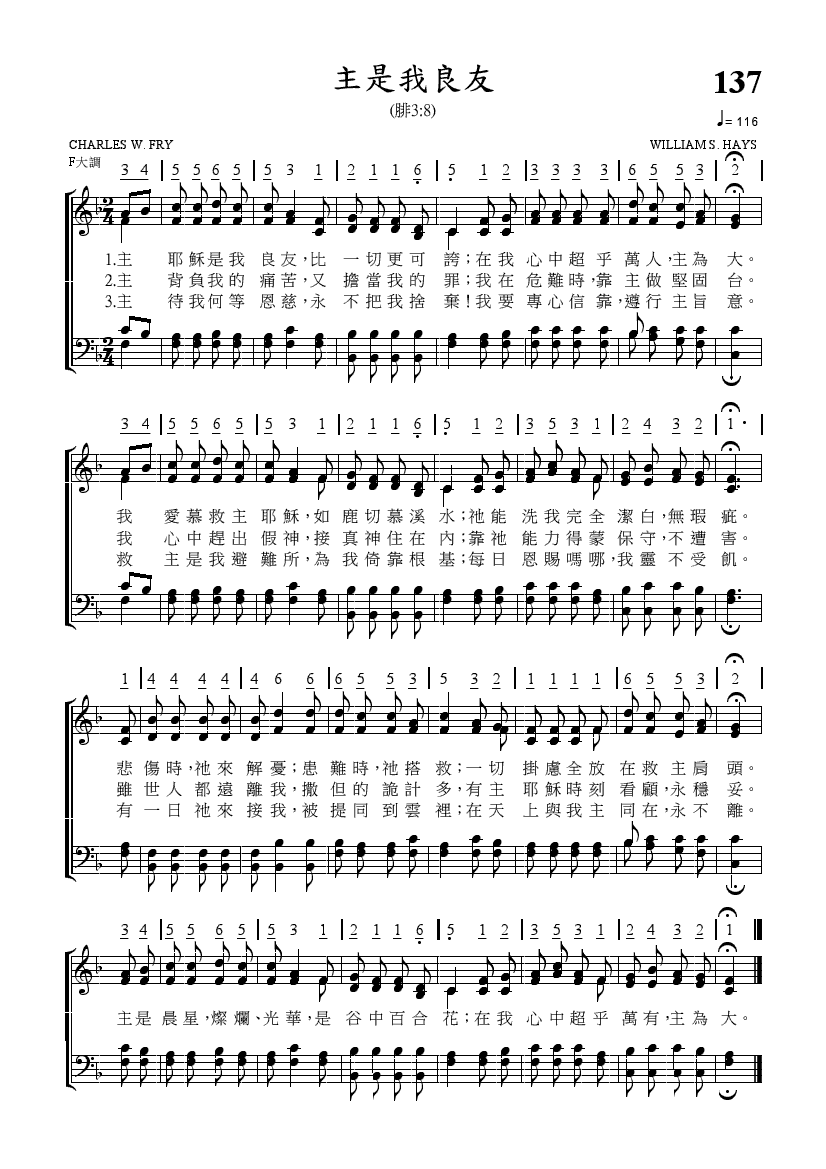 主是我良友
137
(腓3:8)
♩= 116
CHARLES W. FRY
WILLIAM S. HAYS
F大調
3 4 | 5 5 6 5 | 5 3 1 | 2 1 1 6̣ | 5̣ 1 2 | 3 3 3 3 | 6 5 5 3 | 2
1.主 耶穌是我 良友，比 一切更可 誇；在我 心中超乎 萬人，主為 大。
2.主 背負我的 痛苦，又 擔當我的 罪；我在 危難時，靠 主做堅固 台。
3.主 待我何等 恩慈，永 不把我捨 棄！我要 專心信靠，遵行主旨 意。
3 4 | 5 5 6 5 | 5 3 1 | 2 1 1 6̣ | 5̣ 1 2 | 3 5 3 1 | 2 4 3 2 | 1 ·
我 愛慕救主 耶穌，如 鹿切慕溪 水；祂能 洗我完全 潔白，無瑕 疵。
我 心中趕出 假神，接 真神住在 內；靠祂 能力得蒙 保守，不遭 害。
救 主是我避 難所，為 我倚靠根 基；每日 恩賜嗎哪，我靈不受 飢。
1 | 4 4 4 4 | 4 6 6 | 6 5 5 5 | 5 3 2 | 1 1 1 1 | 6 5 5 3 | 2
悲 傷時，祂來 解憂；患 難時，祂搭 救；一切 掛慮全放 在救主肩 頭。
雖 世人都遠 離我，撒 但的詭計 多，有主 耶穌時刻 看顧，永穩 妥。
有 一日祂來 接我，被 提同到雲 裡；在天 上與我主 同在，永不 離。
3 4 | 5 5 6 5 | 5 3 1 | 2 1 1 6̣ | 5̣ 1 2 | 3 5 3 1 | 2 4 3 2 | 1
主是 晨星，燦爛、光華，是 谷中百合 花；在我 心中超乎 萬有，主為 大。